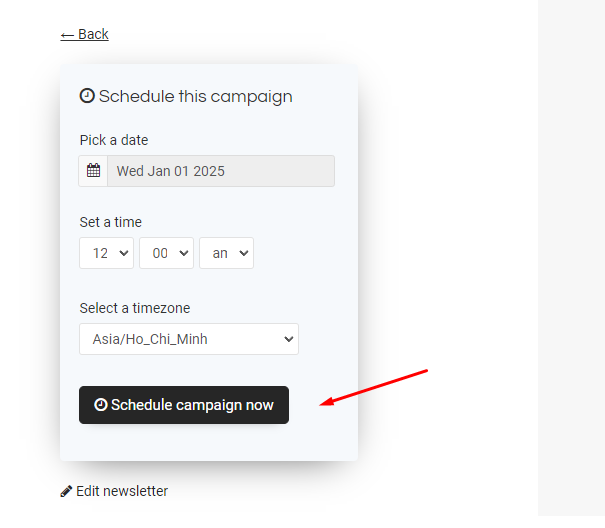 ← Back
Schedule this campaign
Pick a date
Wed Jan 01 2025
Set a time
12 00 an
Select a timezone
Asia/Ho_Chi_Minh
Schedule campaign now
Edit newsletter